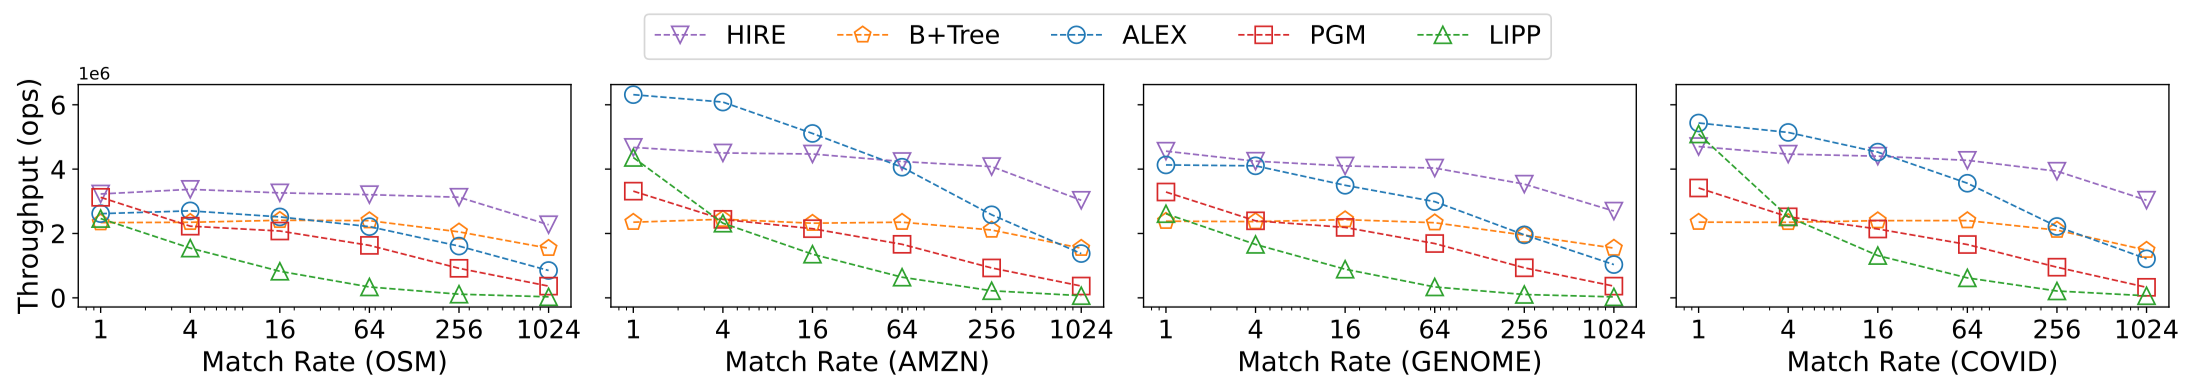 HIRE B+Tree ALEX PGM LIPP
1e6
Throughput (ops)
6
4
2
0
1 4 16 64 256 1024
Match Rate (OSM)
1 4 16 64 256 1024
Match Rate (AMZN)
1 4 16 64 256 1024
Match Rate (GENOME)
1 4 16 64 256 1024
Match Rate (COVID)